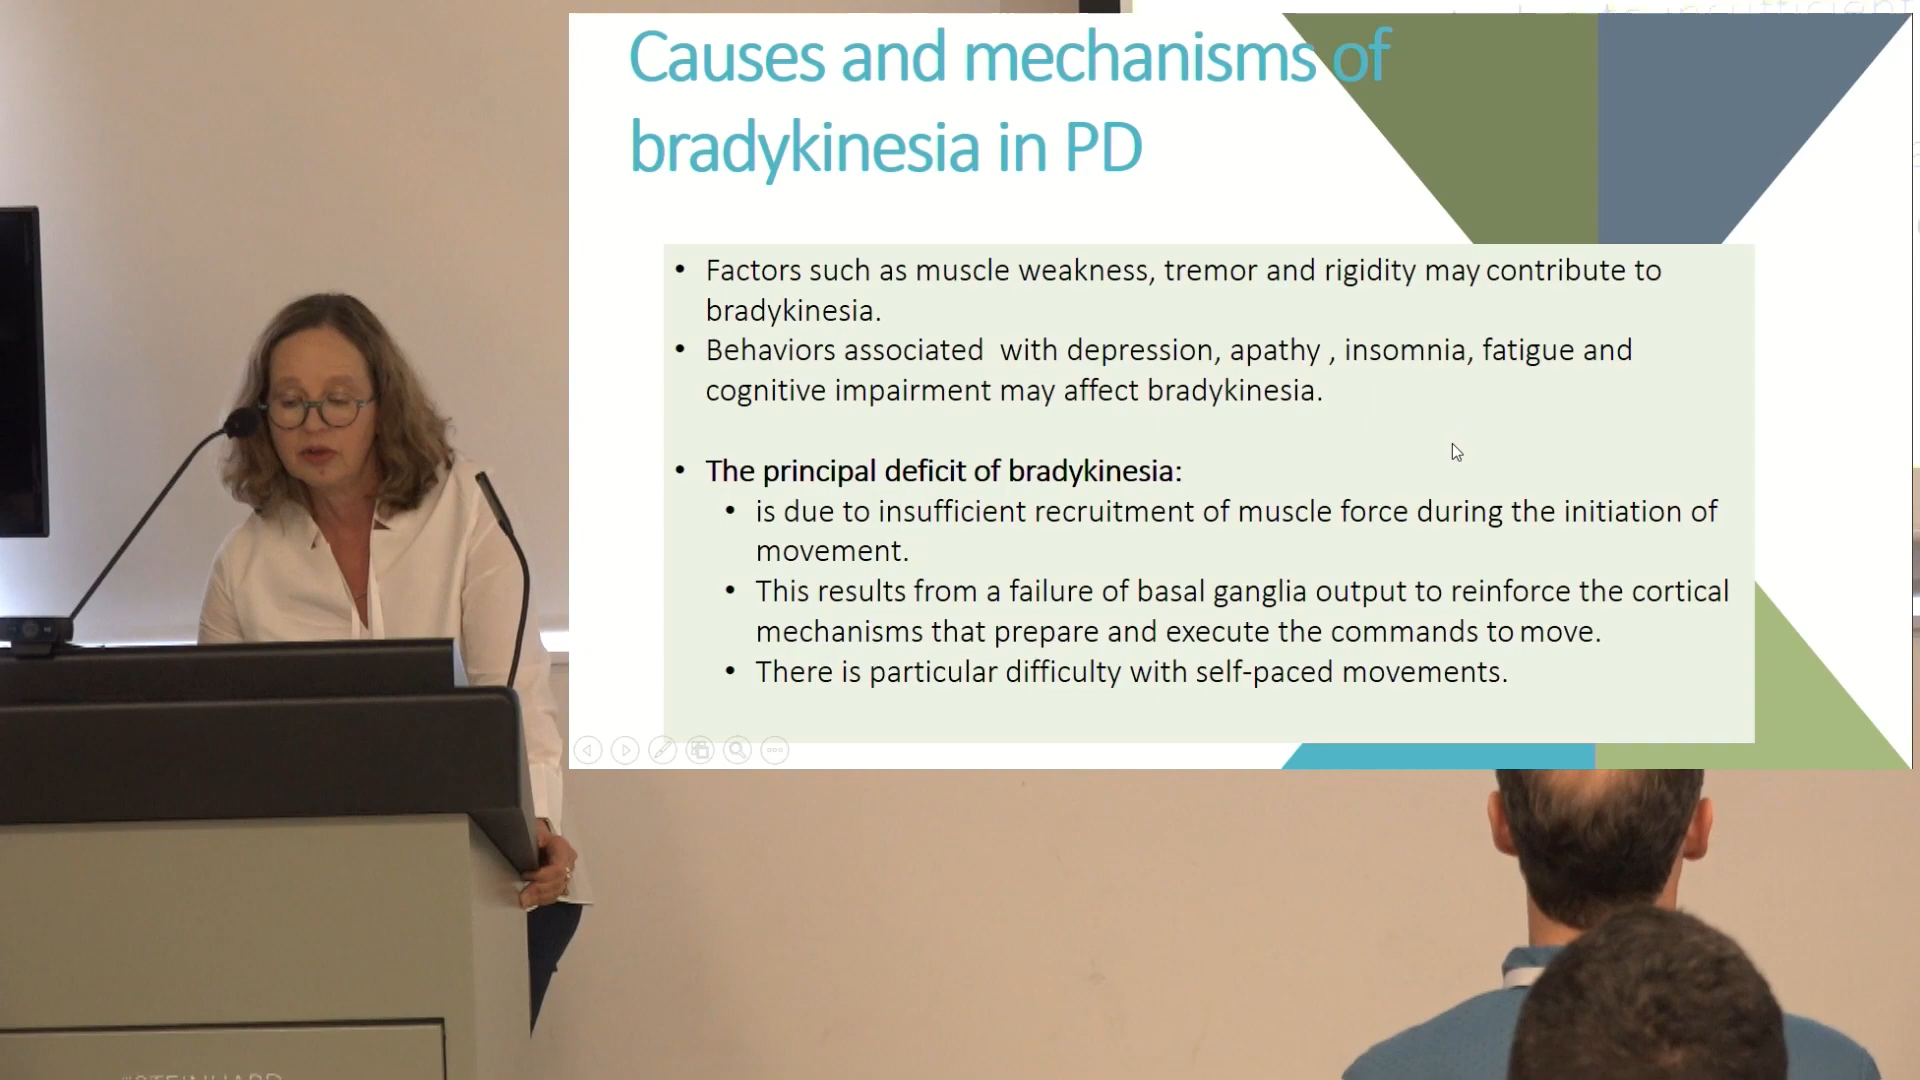 Causes and mechanisms of
bradykinesia in PD
• Factors such as muscle weakness, tremor and rigidity may contribute to
bradykinesia.
• Behaviors associated  with depression, apathy , insomnia, fatigue and
cognitive impairment may affect bradykinesia.
• The principal deficit of bradykinesia:
• is due to insufficient recruitment of muscle force during the initiation of
movement.
• This results from a failure of basal ganglia output to reinforce the cortical
mechanisms that prepare and execute the commands to move.
• There is particular difficulty with self-paced movements.